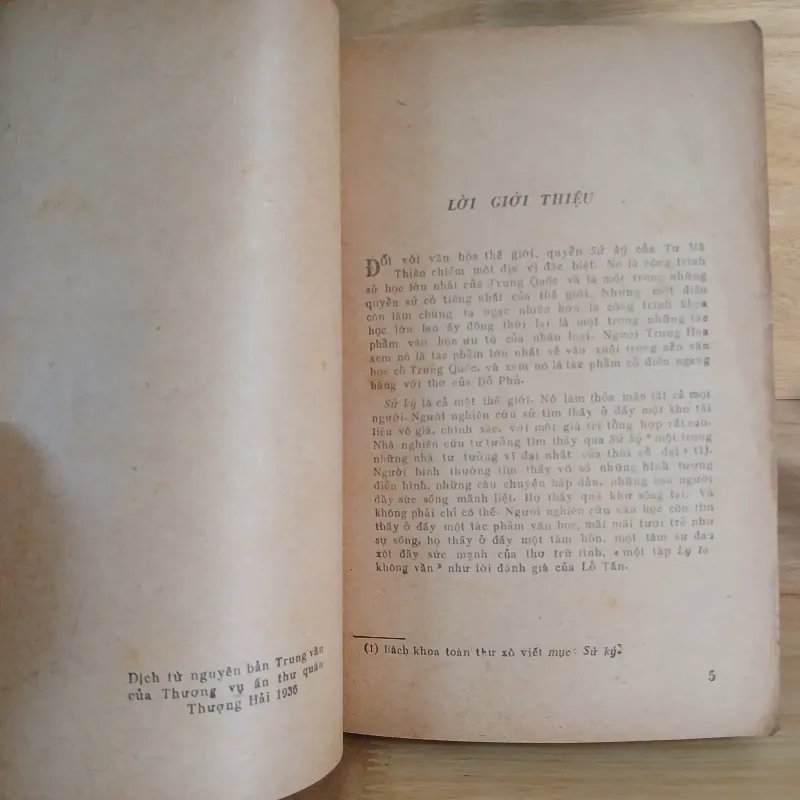 Dịch từ nguyên bản Trung văn
của Thương vụ ấn thư quán
Thượng Hải 1936
LỜI GIỚI THIỆU
Đối với văn hóa thế giới, quyển Sử ký của Tư Mã
Thiên chiếm một địa vị đặc biệt. Nó là công trình
sử học lớn nhất của Trung Quốc và là một trong những
quyển sử có tiếng nhất của thế giới. Nhưng một điều
còn làm chúng ta ngạc nhiên hơn là công trình khoa
học lớn lao ấy đồng thời lại là một trong những tác
phẩm văn học ưu tú của nhân loại. Người Trung Hoa
xem nó là tác phẩm lớn nhất về văn xuôi trong nền văn
học cổ Trung Quốc, và xem nó là tác phẩm cổ điển ngang
hàng với thơ của Đỗ Phủ.
Sử ký là cả một thế giới. Nó làm thỏa mãn tất cả mọi
người. Người nghiên cứu sử tìm thấy ở đấy một kho tài
liệu vô giá, chính xác, với một giá trị tổng hợp rất cao.
Nhà nghiên cứu tư tưởng tìm thấy qua Sử ký « một trong
những nhà tư tưởng vĩ đại nhất của thời cổ đại » (1).
Người bình thường tìm thấy vô số những hình tượng
điển hình, những câu chuyện hấp dẫn, những con người
đầy sức sống mãnh liệt. Họ thấy quá khứ sống lại. Và
không phải chỉ có thế. Người nghiên cứu văn học còn tìm
thấy ở đấy một tác phẩm văn học, mãi mãi tươi trẻ như
sự sống, họ thấy ở đấy một tâm hồn, một tâm sự đau
xót đầy sức mạnh của thơ trữ tình, « một tập Ly tao
không vần » như lời đánh giá của Lỗ Tấn.
(1) Bách khoa toàn thư xô viết mục: Sử ký.
5